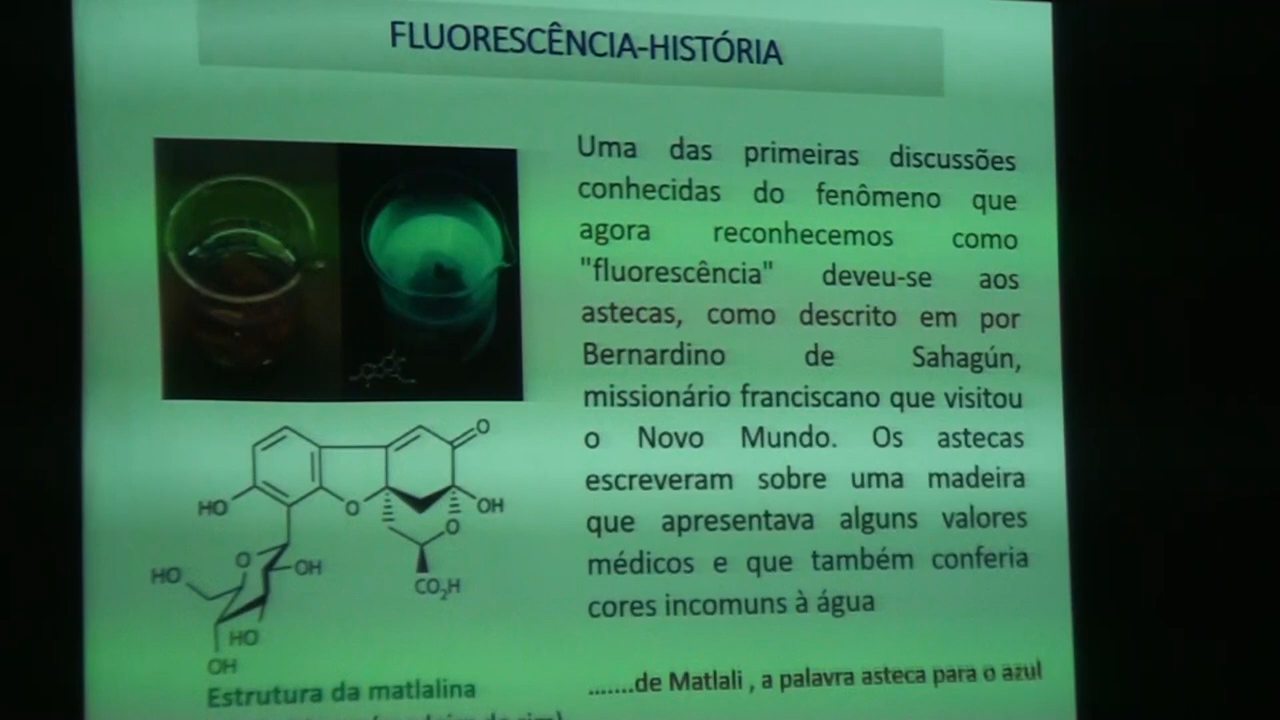 FLUORESCÊNCIA-HISTÓRIA
Uma das primeiras discussões
conhecidas do fenômeno que
agora reconhecemos como
"fluorescência" deveu-se aos
astecas, como descrito em por
Bernardino de Sahagún,
missionário franciscano que visitou
o Novo Mundo. Os astecas
escreveram sobre uma madeira
que apresentava alguns valores
médicos e que também conferia
cores incomuns à água
.......de Matlali , a palavra asteca para o azul
O
HO
O
OH
O
CO₂H
HO
O
OH
HO
OH
Estrutura da matlalina